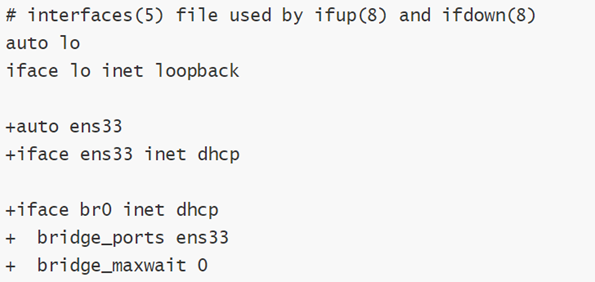 # interfaces(5) file used by ifup(8) and ifdown(8)
auto lo
iface lo inet loopback
+auto ens33
+iface ens33 inet dhcp
+iface br0 inet dhcp
+  bridge_ports ens33
+  bridge_maxwait 0